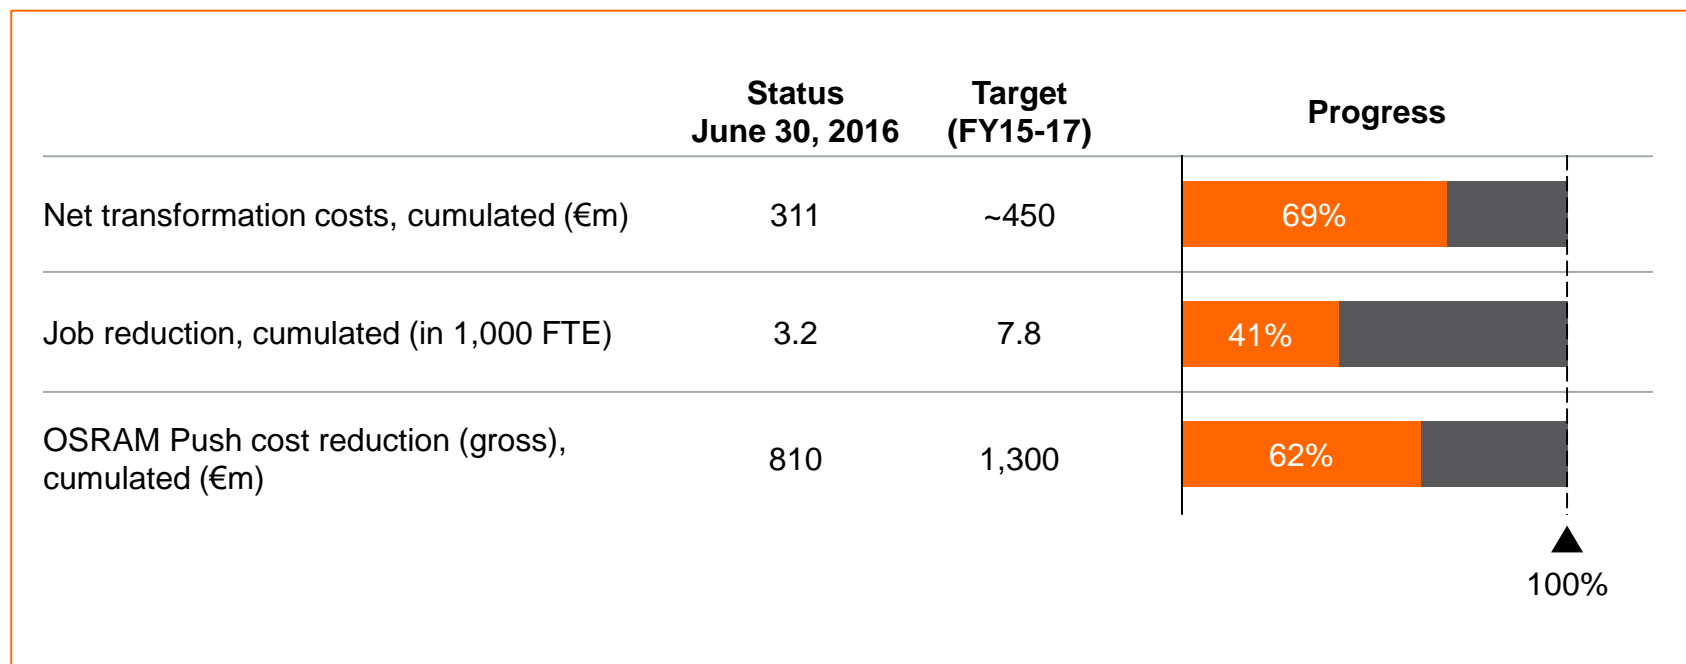 Status
June 30, 2016
Target
(FY15-17)
Progress
Net transformation costs, cumulated (€m)
311
~450
69%
Job reduction, cumulated (in 1,000 FTE)
3.2
7.8
41%
OSRAM Push cost reduction (gross),
cumulated (€m)
810
1,300
62%
100%